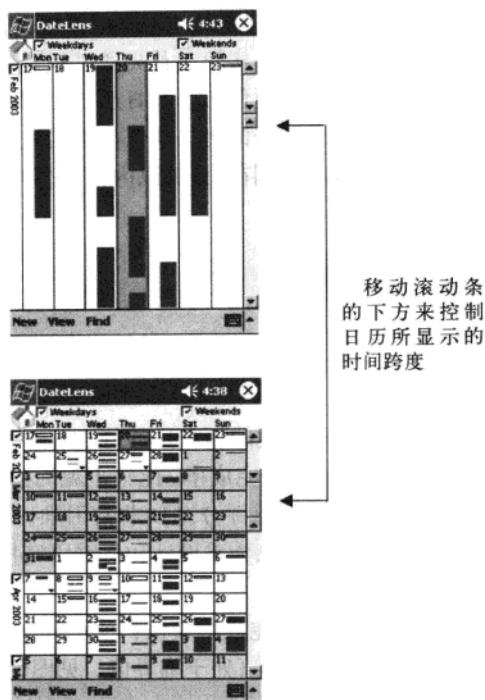 DateLens 4:43
Weekdays Weekends
Mon Tue Wed Thu Fri Sat Sun
17 18 19 20 21 22 23
Feb 2003
New View Find
移动滚动条
的下方来控制
日历所显示的
时间跨度
DateLens 4:38
Weekdays Weekends
Mon Tue Wed Thu Fri Sat Sun
17 18 19 20 21 22 23
24 25 26 27 28 1 2
3 4 5 6 7 8 9
10 11 12 13 14 15 16
17 18 19 20 21 22 23
24 25 26 27 28 29 30
31 1 2 3 4 5 6
7 8 9 10 11 12 13
14 15 16 17 18 19 20
21 22 23 24 25 26 27
28 29 30 1 2 3 4
5 6 7 8 9 10 11
Mar 2003
Apr 2003
New View Find